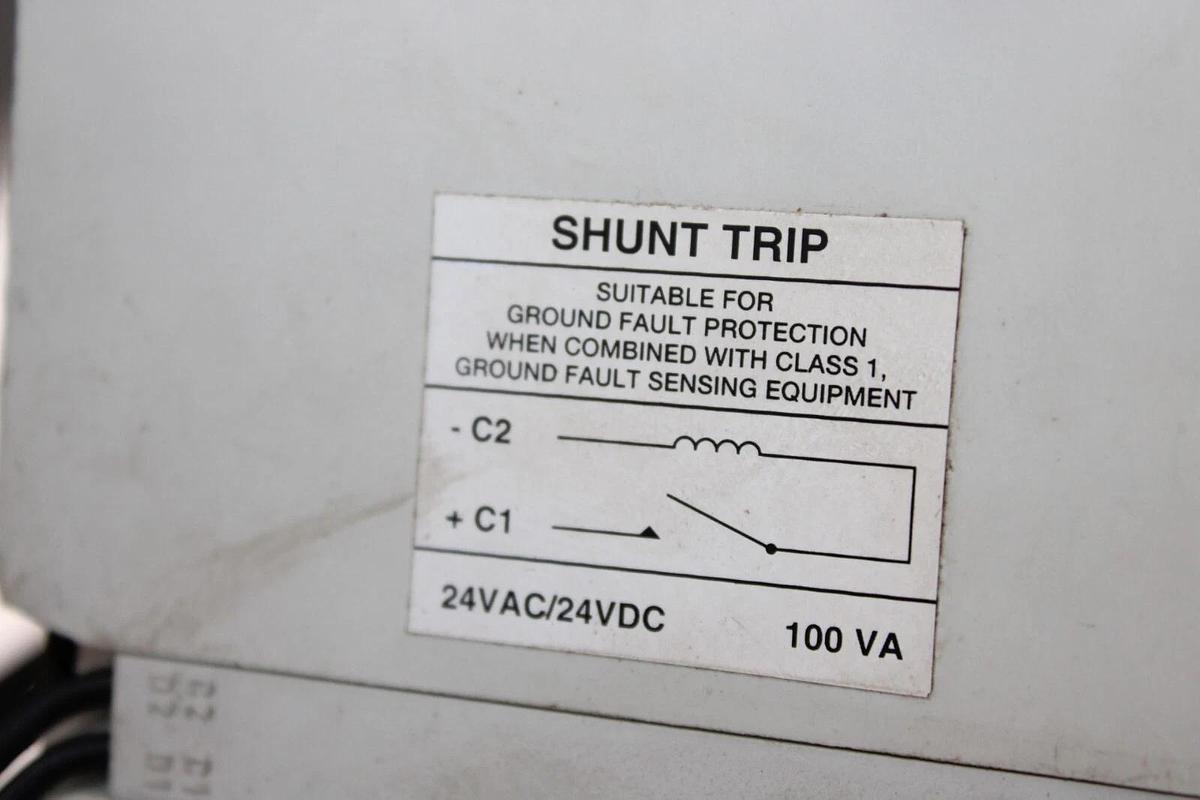 SHUNT TRIP
SUITABLE FOR
GROUND FAULT PROTECTION
WHEN COMBINED WITH CLASS 1,
GROUND FAULT SENSING EQUIPMENT
- C2
+ C1
24VAC/24VDC
100 VA